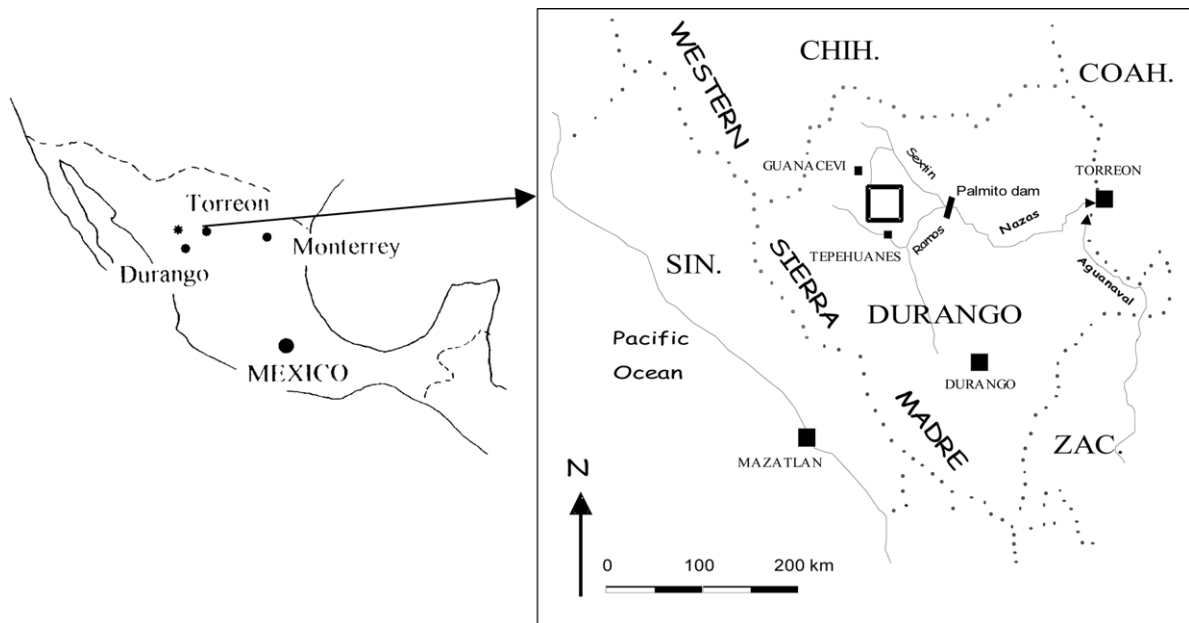 Torreon
Monterrey
Durango
MEXICO
WESTERN
SIERRA
MADRE
CHIH.
COAH.
GUANACEVI
Sextin
Palmito dam
TORREON
Nazas
Ramos
TEPEHUANES
Aguanaval
SIN.
DURANGO
Pacific
Ocean
DURANGO
MAZATLAN
ZAC.
N
0 100 200 km